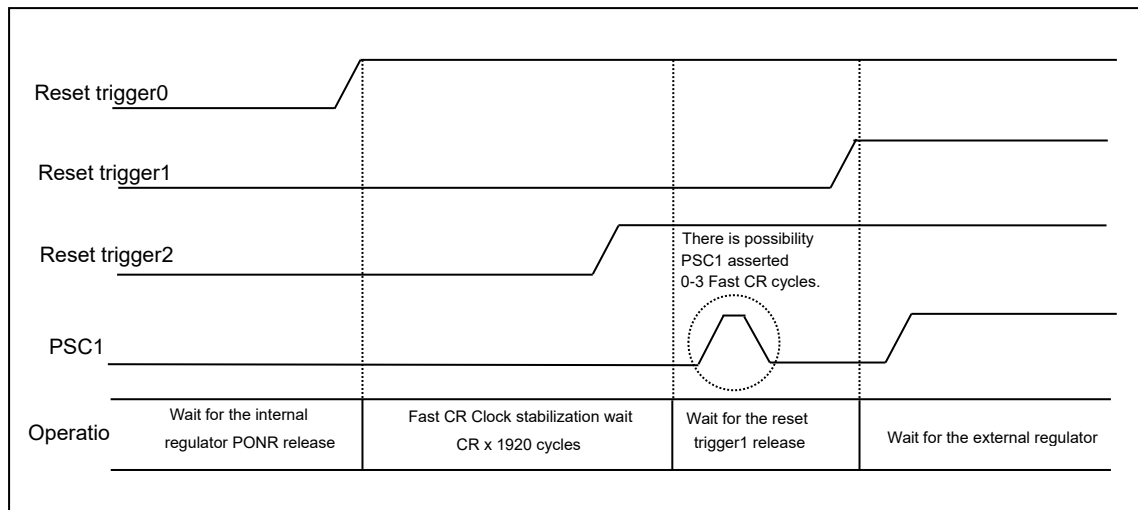 Reset trigger0
Reset trigger1
Reset trigger2
There is possibility
PSC1 asserted
0-3 Fast CR cycles.
PSC1
Operatio
Wait for the internal
regulator PONR release
Fast CR Clock stabilization wait
CR x 1920 cycles
Wait for the reset
trigger1 release
Wait for the external regulator